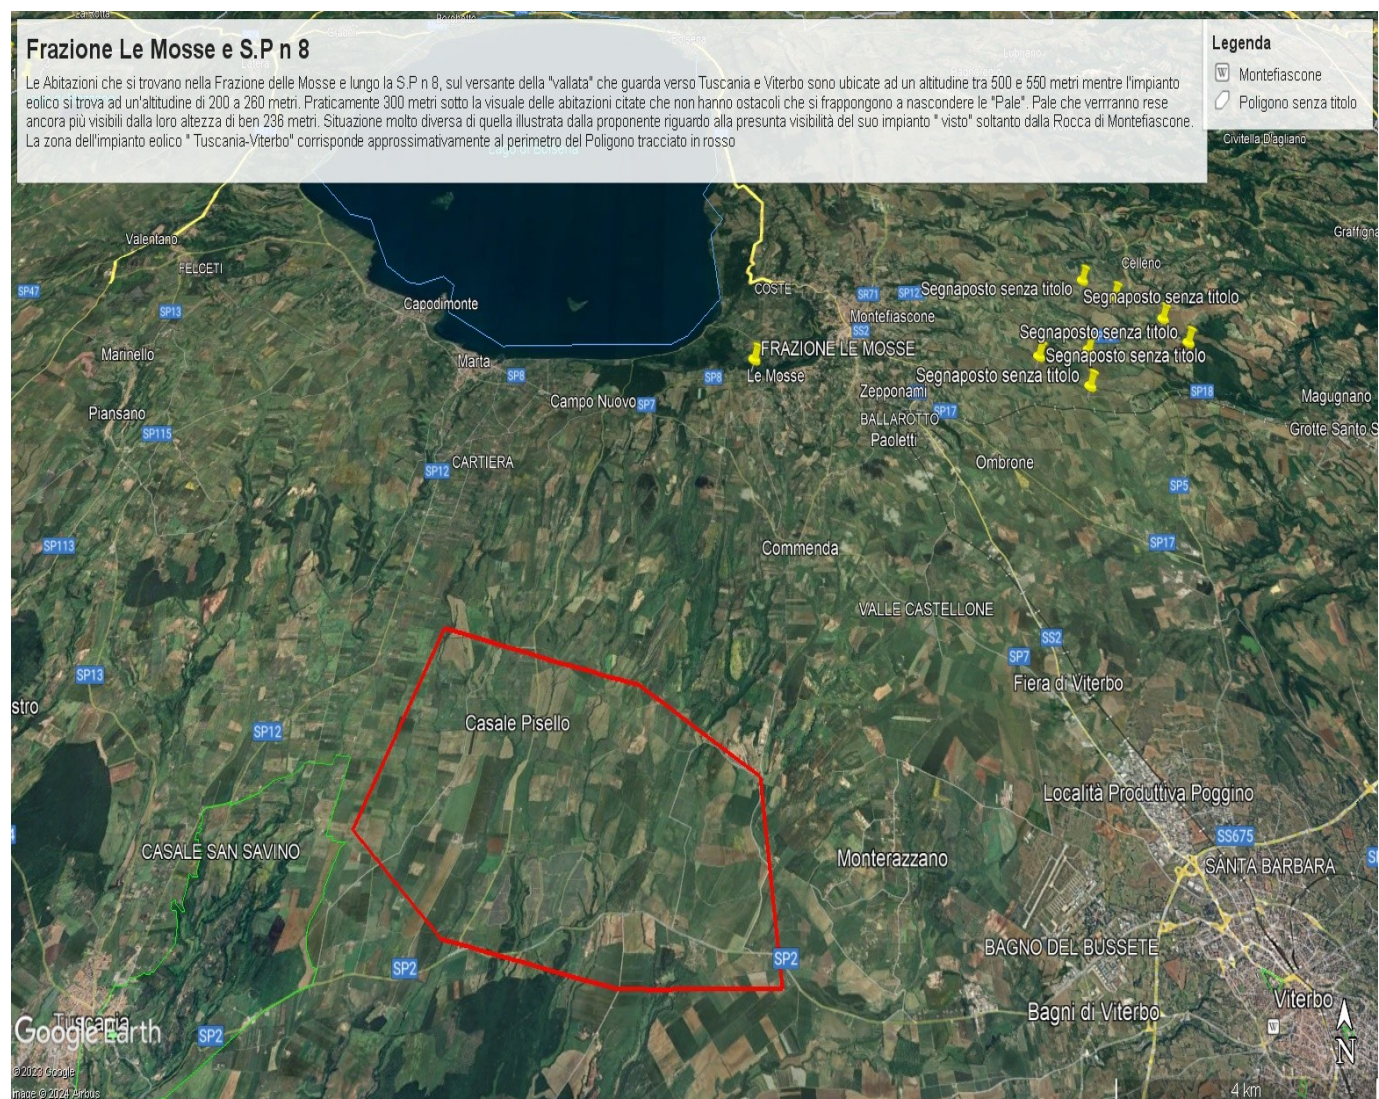 Frazione Le Mosse e S.P n 8
Le Abitazioni che si trovano nella Frazione delle Mosse e lungo la S.P n 8, sul versante della "vallata" che guarda verso Tuscania e Viterbo sono ubicate ad un altitudine tra 500 e 550 metri mentre l'impianto
eolico si trova ad un'altitudine di 200 a 260 metri. Praticamente 300 metri sotto la visuale delle abitazioni citate che non hanno ostacoli che si frappongono a nascondere le "Pale". Pale che verrranno rese
ancora più visibili dalla loro altezza di ben 236 metri. Situazione molto diversa di quella illustrata dalla proponente riguardo alla presunta visibilità del suo impianto " visto" soltanto dalla Rocca di Montefiascone.
La zona dell'impianto eolico " Tuscania-Viterbo" corrisponde approssimativamente al perimetro del Poligono tracciato in rosso
Legenda
Montefiascone
Poligono senza titolo
Civitella D'agliano
Valentano
FELCETI
SP47
SP13
Capodimonte
Marinello
Marta
SP8
Campo Nuovo
SP7
Piansano
SP115
SP12
CARTIERA
SP113
SP13
SP12
COSTE
SR71
SP12
Segnaposto senza titolo
Celleno
Segnaposto senza titolo
Montefiascone
SS2
Segnaposto senza titolo
FRAZIONE LE MOSSE
Segnaposto senza titolo
SP8
Le Mosse
Segnaposto senza titolo
Zepponami
SP18
Magugnano
BALLAROTTO
SP17
Paoletti
Grotte Santo S
Ombrone
SP5
SP17
Commenda
VALLE CASTELLONE
SS2
SP7
Fiera di Viterbo
Casale Pisello
Località Produttiva Poggino
SS675
CASALE SAN SAVINO
Monterazzano
SANTA BARBARA
BAGNO DEL BUSSETE
SP2
SP2
Viterbo
Bagni di Viterbo
Tuscania
Google Earth
SP2
N
©2023 Google
Image © 2024 Airbus
4 km